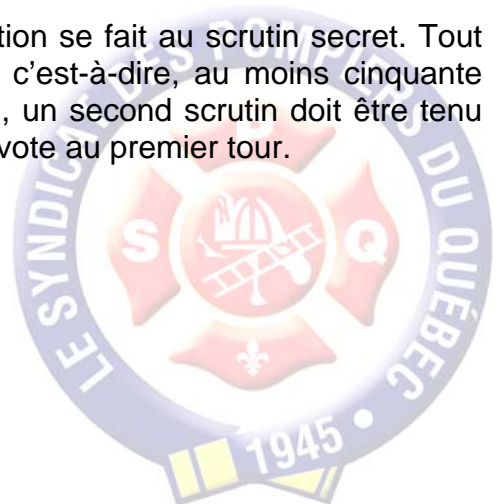 tion se fait au scrutin secret. Tout
c’est-à-dire, au moins cinquante
, un second scrutin doit être tenu
vote au premier tour.
LE SYNDICAT DES POMPIERS DU QUÉBEC
P
S Q
1945